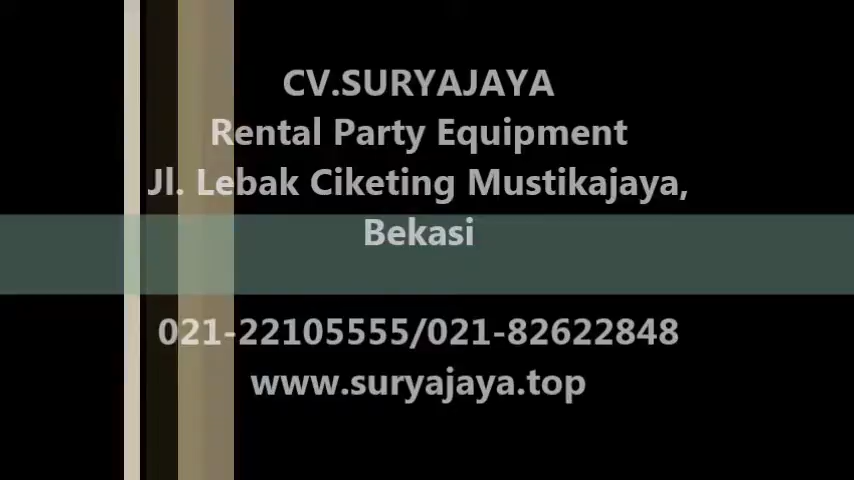 CV.SURYAJAYA
Rental Party Equipment
Jl. Lebak Ciketing Mustikajaya,
Bekasi
021-22105555/021-82622848
www.suryajaya.top